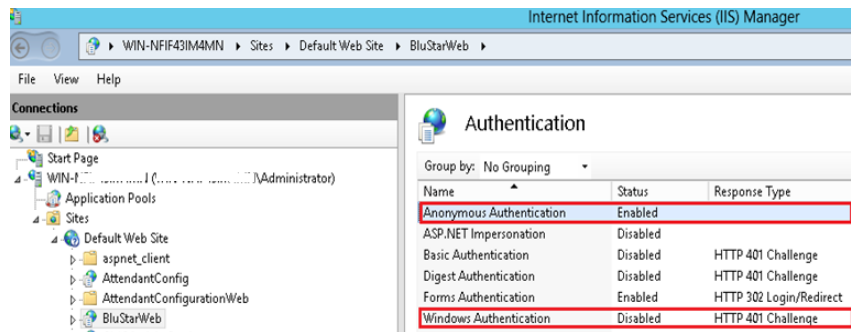 Internet Information Services (IIS) Manager
WIN-NFIF43IM4MN Sites Default Web Site BluStarWeb
File View Help
Connections
Start Page
\Administrator)
Application Pools
Sites
Default Web Site
aspnet_client
AttendantConfig
AttendantConfigurationWeb
BluStarWeb
Authentication
Group by: No Grouping
Name Status Response Type
Anonymous Authentication Enabled
ASP.NET Impersonation Disabled
Basic Authentication Disabled HTTP 401 Challenge
Digest Authentication Disabled HTTP 401 Challenge
Forms Authentication Enabled HTTP 302 Login/Redirect
Windows Authentication Disabled HTTP 401 Challenge